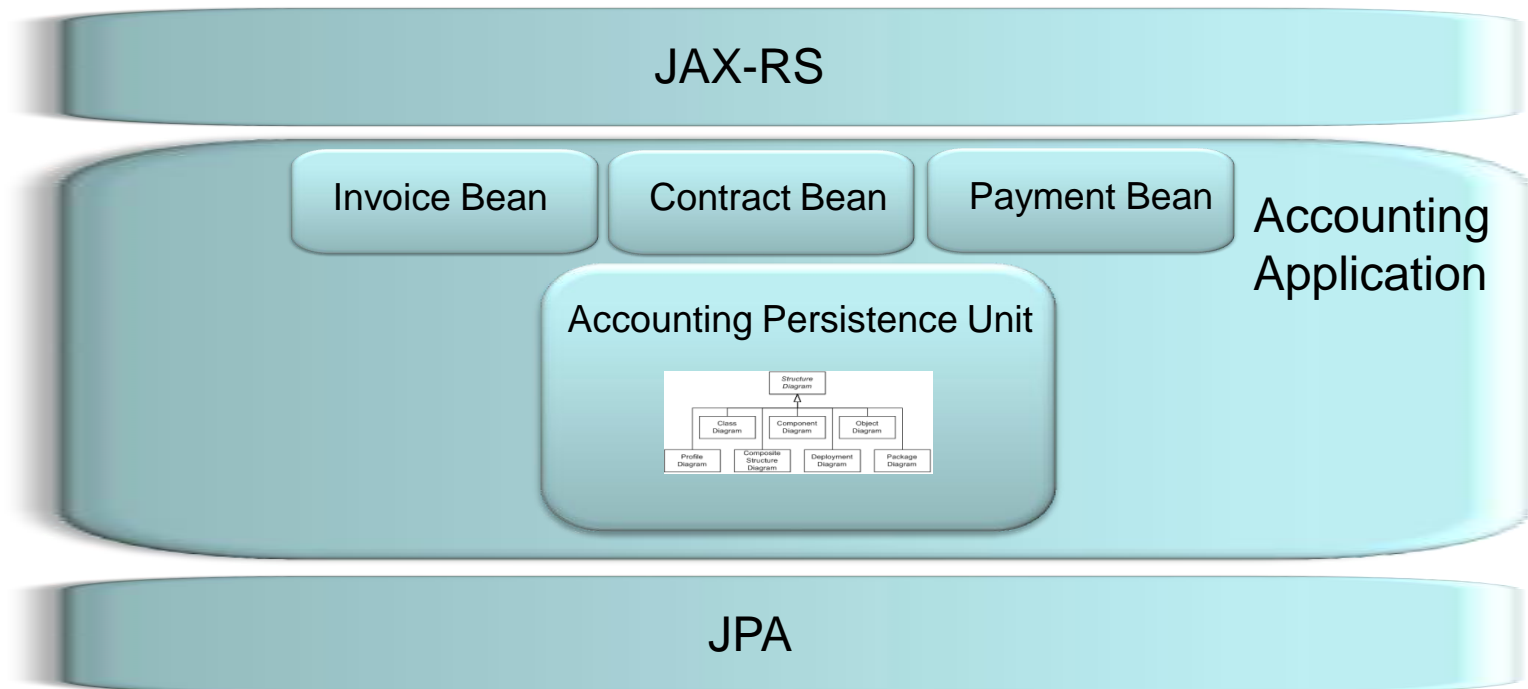 JAX-RS
Invoice Bean
Contract Bean
Payment Bean
Accounting
Application
Accounting Persistence Unit
Structure
Diagram
Class
Diagram
Component
Diagram
Object
Diagram
Profile
Diagram
Composite
Structure
Diagram
Deployment
Diagram
Package
Diagram
JPA